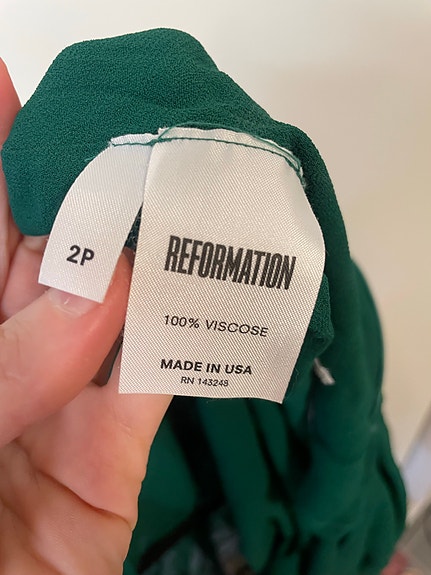 2P
REFORMATION
100% VISCOSE
MADE IN USA
RN 143248